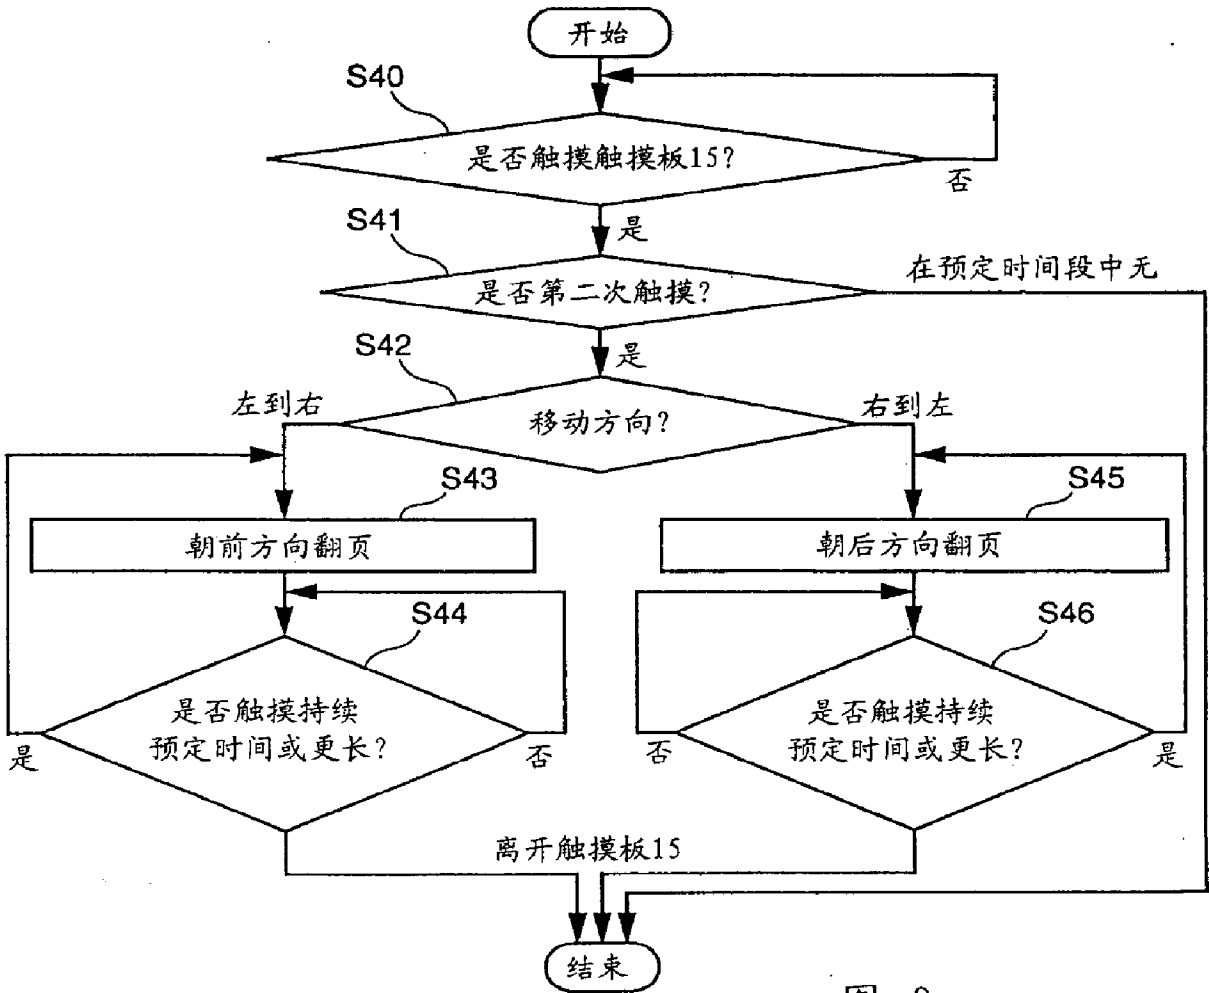 开始
S40
是否触摸触摸板15?
否
是
S41
是否第二次触摸?
在预定时间段中无
是
S42
移动方向?
左到右
右到左
S43
朝前方向翻页
S45
朝后方向翻页
S44
是否触摸持续
预定时间或更长?
是
否
S46
是否触摸持续
预定时间或更长?
否
是
离开触摸板15
结束